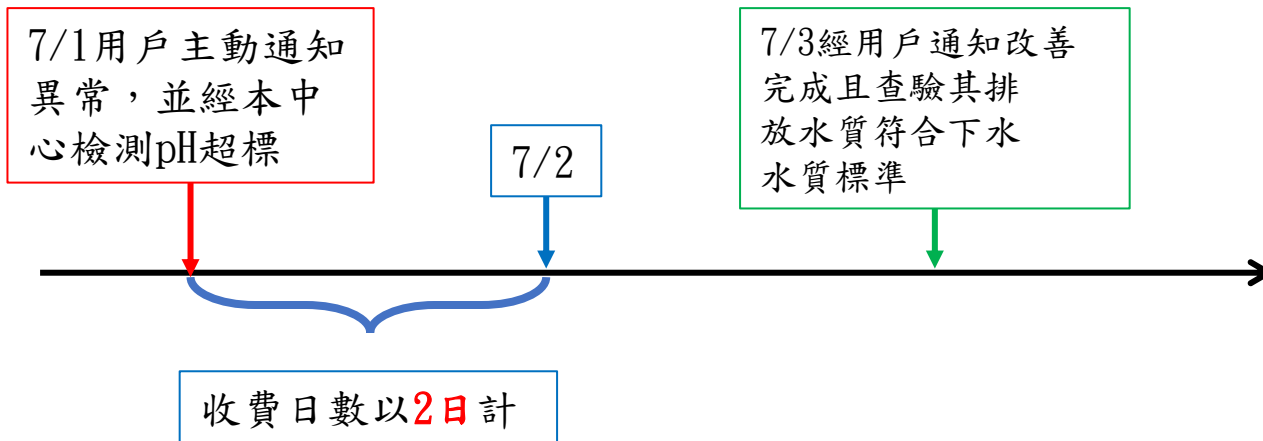 7/1用戶主動通知
異常，並經本中
心檢測pH超標
7/2
7/3經用戶通知改善
完成且查驗其排
放水質符合下水
水質標準
收費日數以2日計